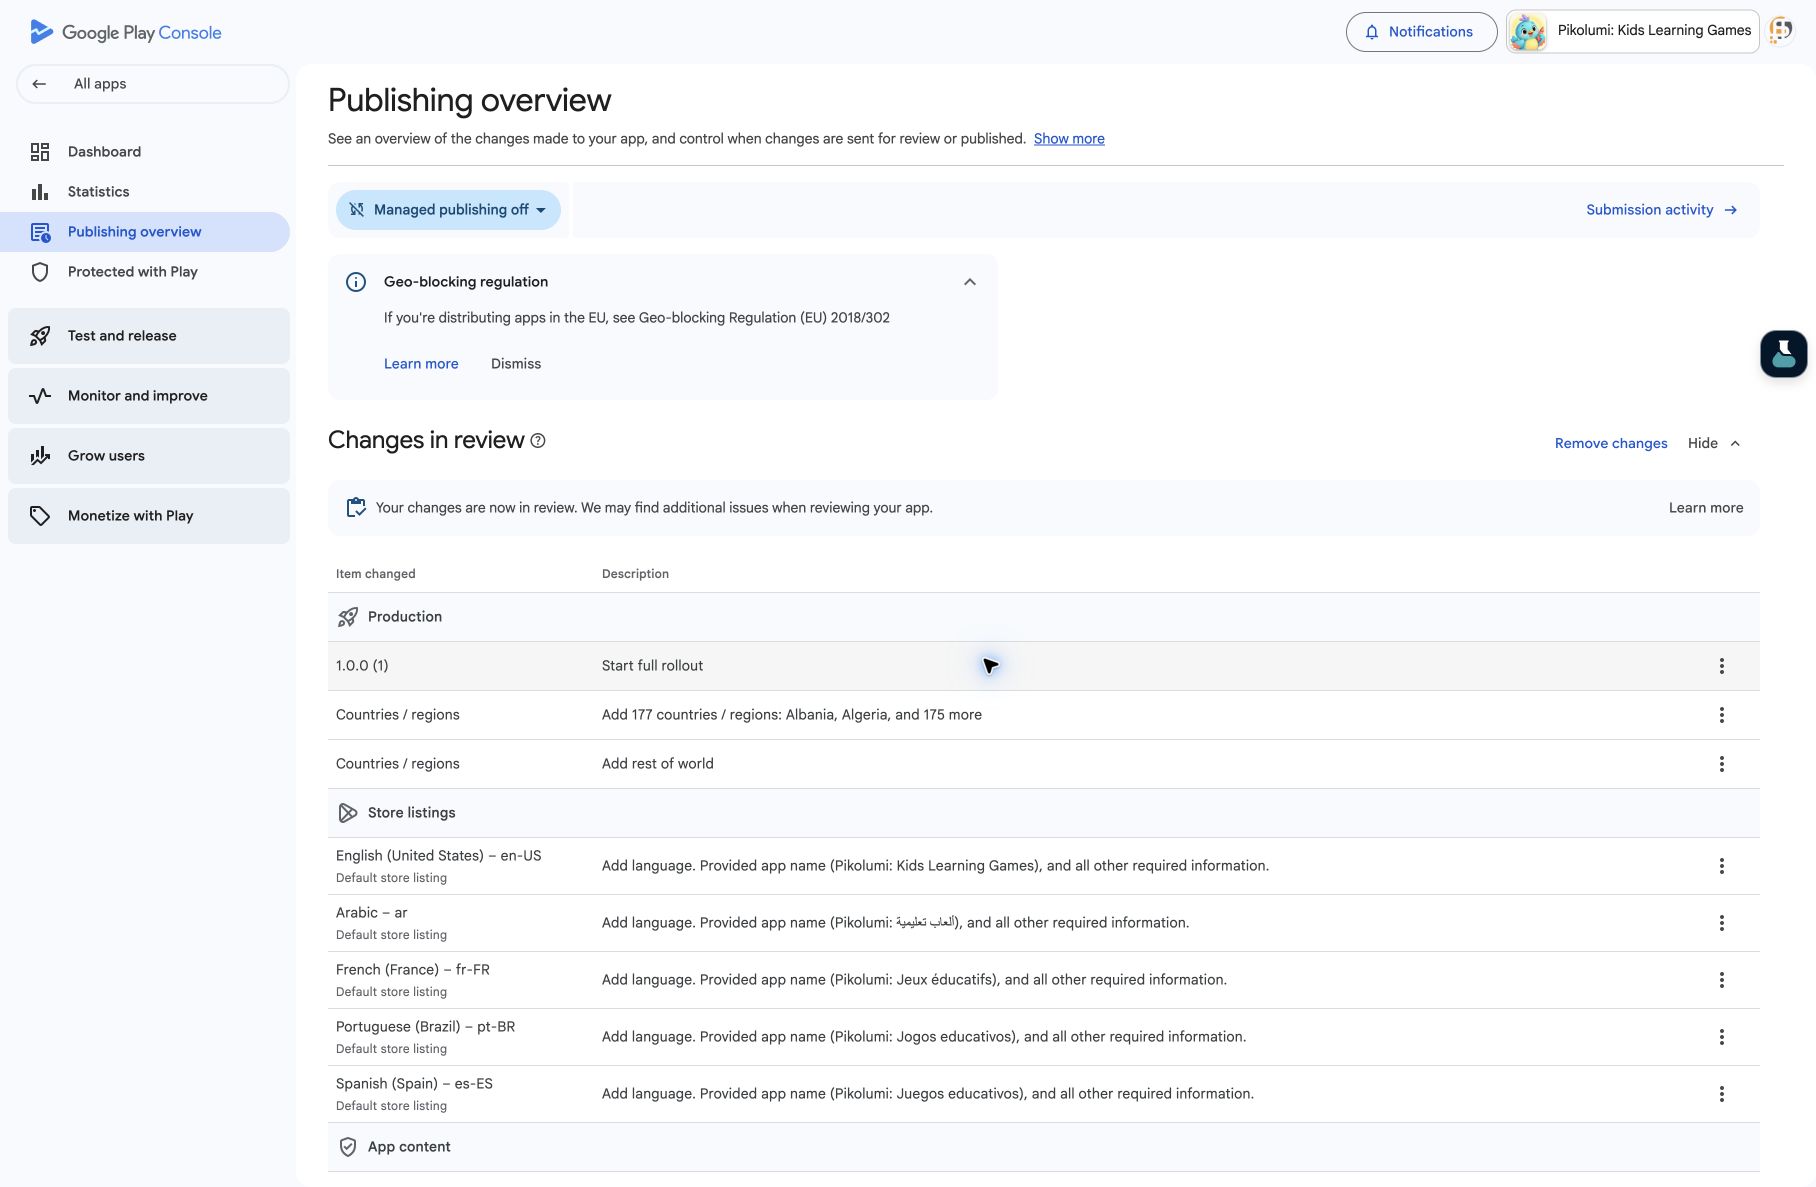 Google Play Console
Notifications
Pikolumi: Kids Learning Games
All apps
Dashboard
Statistics
Publishing overview
Protected with Play
Test and release
Monitor and improve
Grow users
Monetize with Play
Publishing overview
See an overview of the changes made to your app, and control when changes are sent for review or published. Show more
Managed publishing off
Submission activity
Geo-blocking regulation
If you're distributing apps in the EU, see Geo-blocking Regulation (EU) 2018/302
Learn more Dismiss
Changes in review
Remove changes Hide
Your changes are now in review. We may find additional issues when reviewing your app. Learn more
Item changed Description
Production
1.0.0 (1) Start full rollout
Countries / regions Add 177 countries / regions: Albania, Algeria, and 175 more
Countries / regions Add rest of world
Store listings
English (United States) – en-US
Default store listing
Add language. Provided app name (Pikolumi: Kids Learning Games), and all other required information.
Arabic – ar
Default store listing
Add language. Provided app name (Pikolumi: ألعاب تعليمية), and all other required information.
French (France) – fr-FR
Default store listing
Add language. Provided app name (Pikolumi: Jeux éducatifs), and all other required information.
Portuguese (Brazil) – pt-BR
Default store listing
Add language. Provided app name (Pikolumi: Jogos educativos), and all other required information.
Spanish (Spain) – es-ES
Default store listing
Add language. Provided app name (Pikolumi: Juegos educativos), and all other required information.
App content